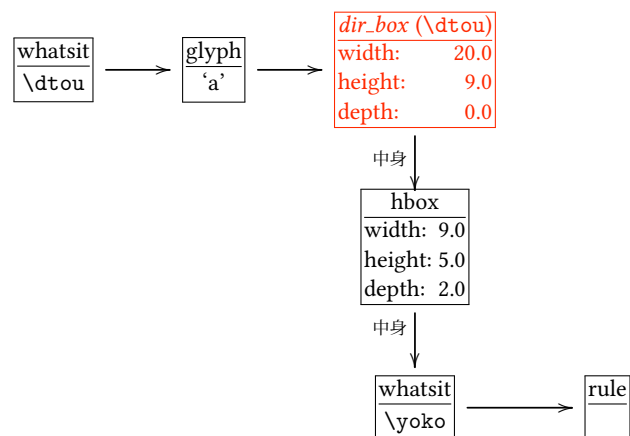 whatsit
\dtou
glyph
‘a’
dir_box (\dtou)
width: 20.0
height: 9.0
depth: 0.0
中身
hbox
width: 9.0
height: 5.0
depth: 2.0
中身
whatsit
\yoko
rule